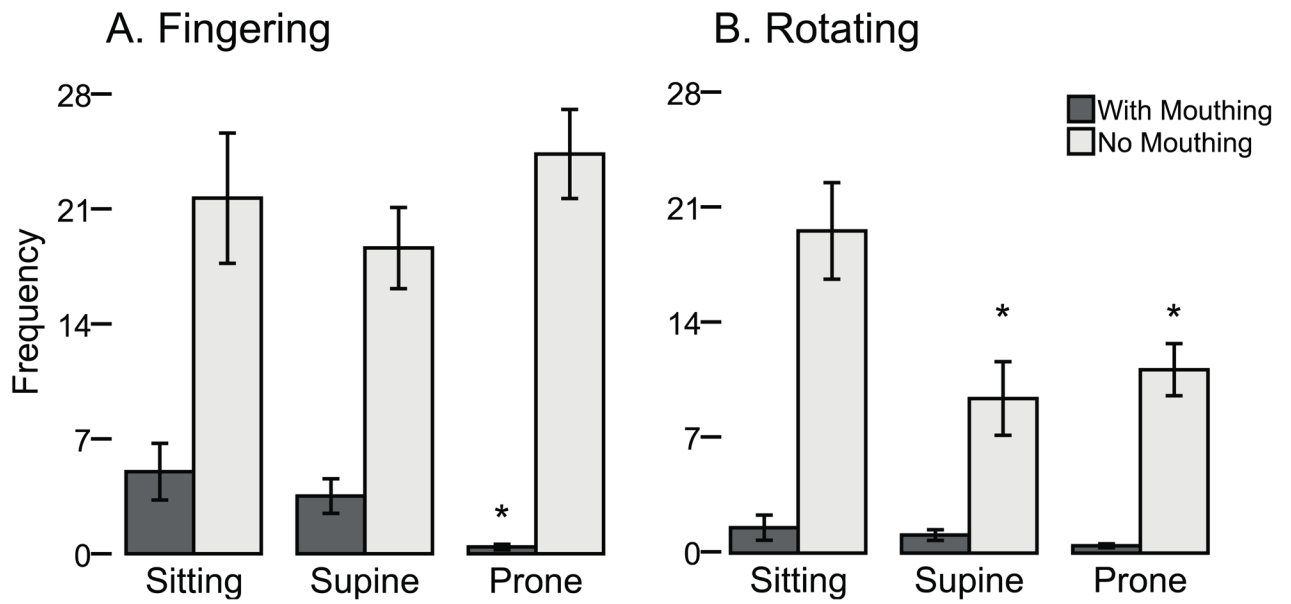 A. Fingering
28
21
14
7
0
Frequency
*
Sitting Supine Prone
B. Rotating
28
21
14
7
0
With Mouthing
No Mouthing
* *
Sitting Supine Prone